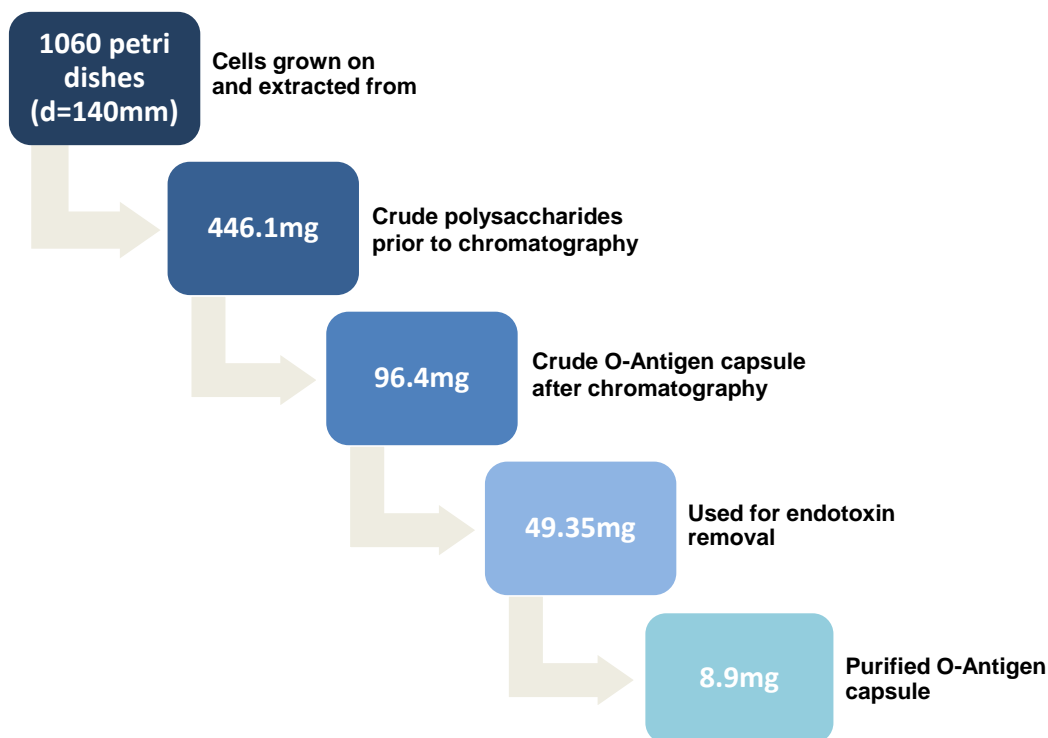 1060 petri
dishes
(d=140mm)
Cells grown on
and extracted from
446.1mg
Crude polysaccharides
prior to chromatography
96.4mg
Crude O-Antigen capsule
after chromatography
49.35mg
Used for endotoxin
removal
8.9mg
Purified O-Antigen
capsule